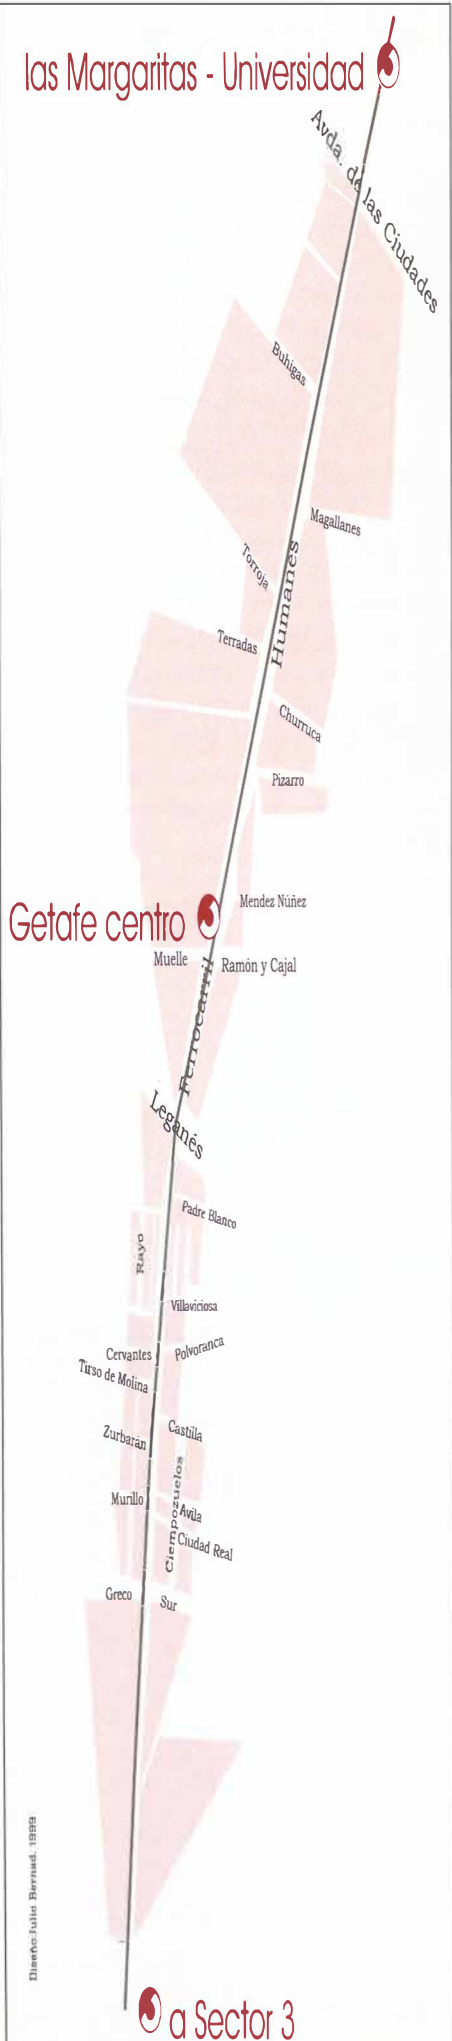 las Margaritas - Universidad
Avda. de las Ciudades
Buhigas
Magallanes
Torroja
Humanes
Terradas
Churruca
Pizarro
Mendez Núñez
Getafe centro
Muelle
Ramón y Cajal
Ferrocarril
Leganés
Padre Blanco
Rayo
Villaviciosa
Cervantes
Polvoranca
Tirso de Molina
Castilla
Zurbarán
Ciempozuelos
Murillo
Avila
Ciudad Real
Greco
Sur
Diseño:Julio Bernad. 1999
a Sector 3